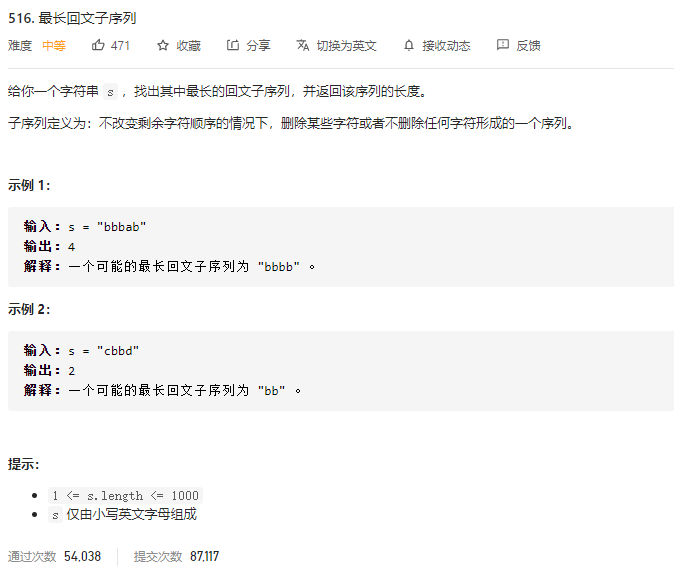 516. 最长回文子序列
难度 中等 471 收藏 分享 切换为英文 接收动态 反馈
给你一个字符串 s ，找出其中最长的回文子序列，并返回该序列的长度。
子序列定义为：不改变剩余字符顺序的情况下，删除某些字符或者不删除任何字符形成的一个序列。
示例 1：
输入：s = "bbbab"
输出：4
解释：一个可能的最长回文子序列为 "bbbb" 。
示例 2：
输入：s = "cbbd"
输出：2
解释：一个可能的最长回文子序列为 "bb" 。
提示：
1 <= s.length <= 1000
s 仅由小写英文字母组成
通过次数 54,038 提交次数 87,117